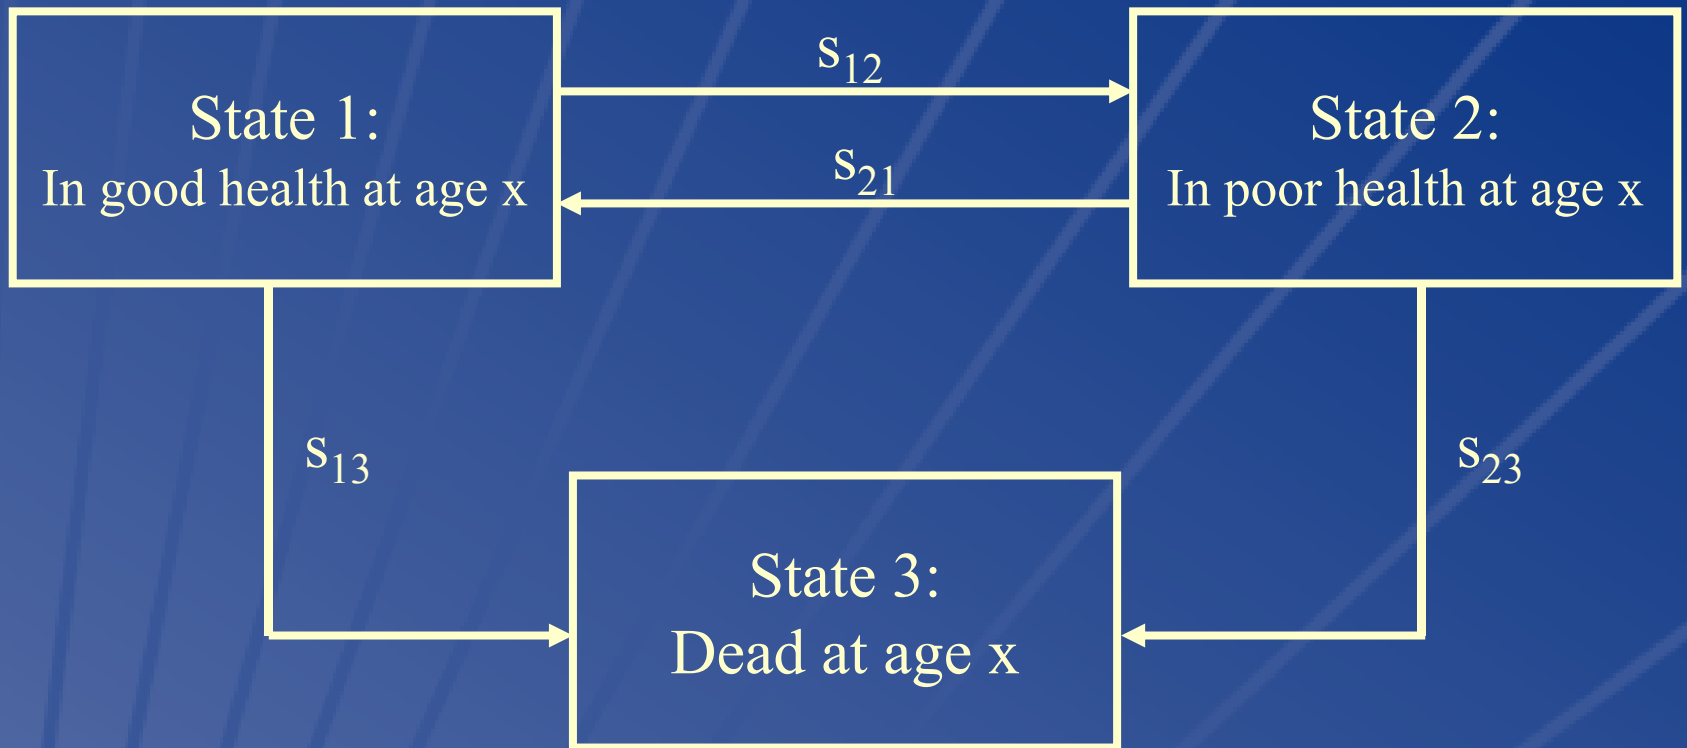 s₁₂
State 1:
In good health at age x
State 2:
In poor health at age x
s₂₁
s₁₃
s₂₃
State 3:
Dead at age x